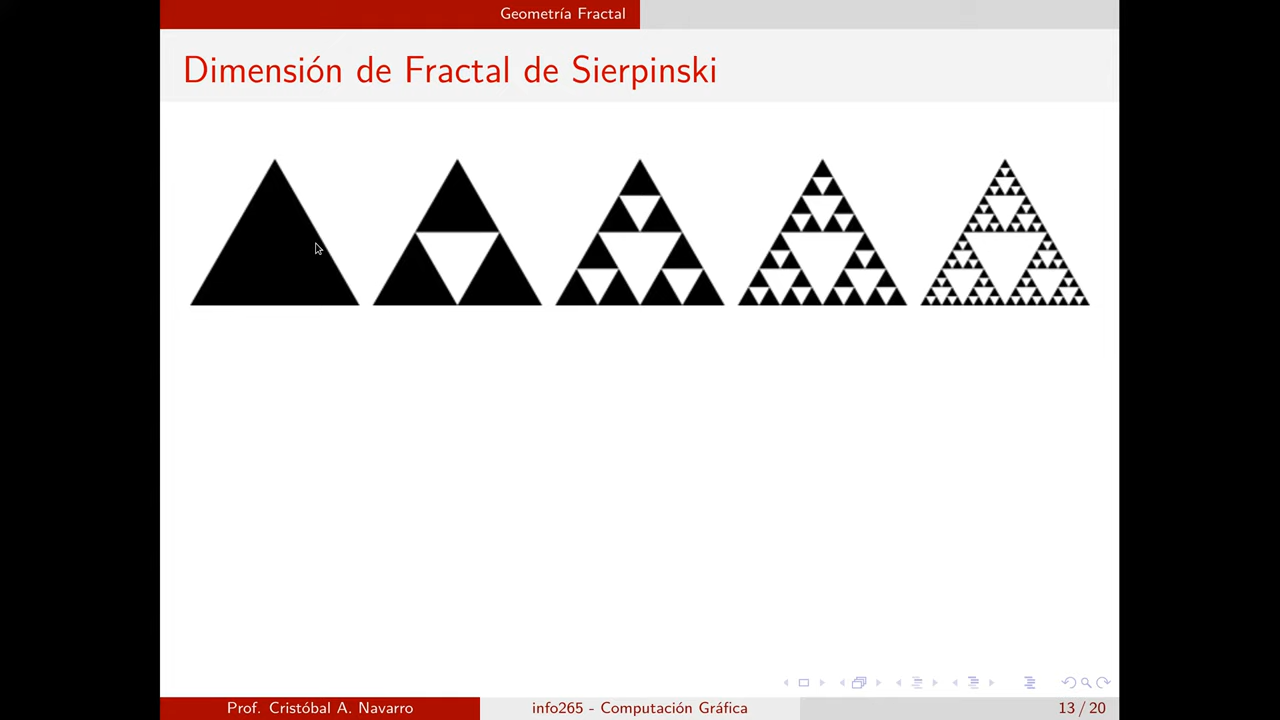 Geometría Fractal
Dimensión de Fractal de Sierpinski
Prof. Cristóbal A. Navarro
info265 - Computación Gráfica
13 / 20